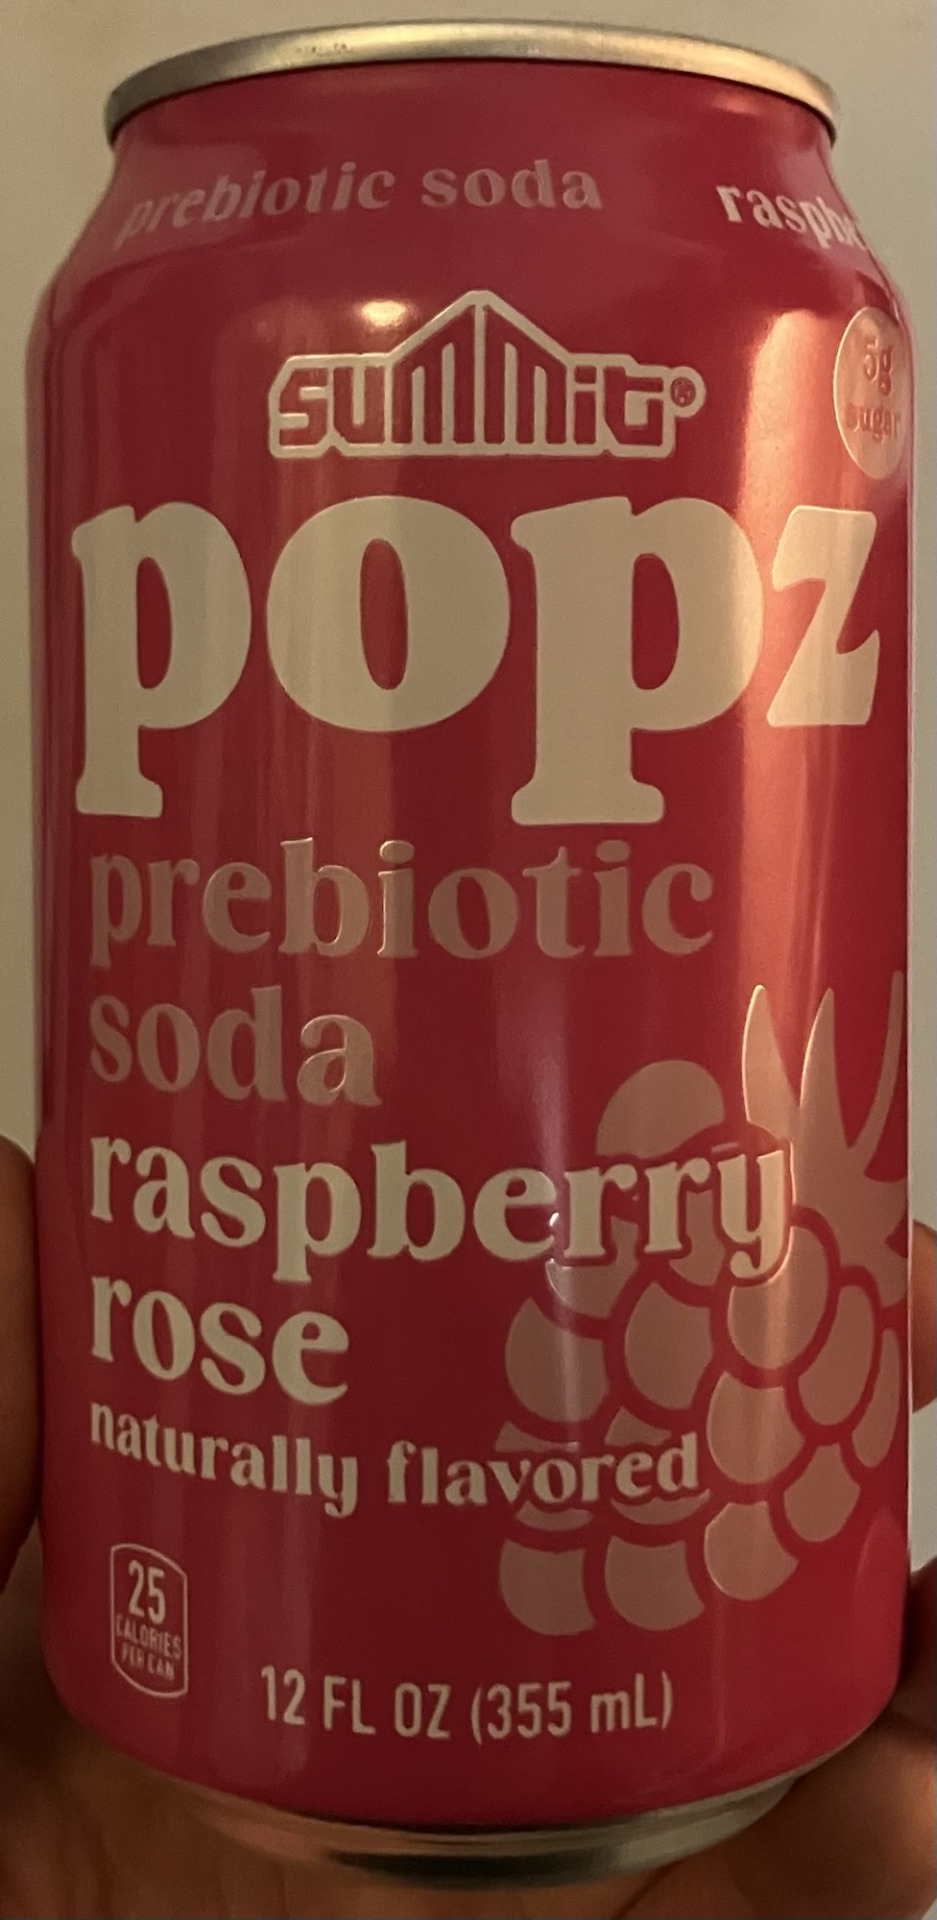 prebiotic soda
5g
sugar
summit®
popz
prebiotic
soda
raspberry
rose
naturally flavored
25
CALORIES
PER CAN
12 FL OZ (355 mL)